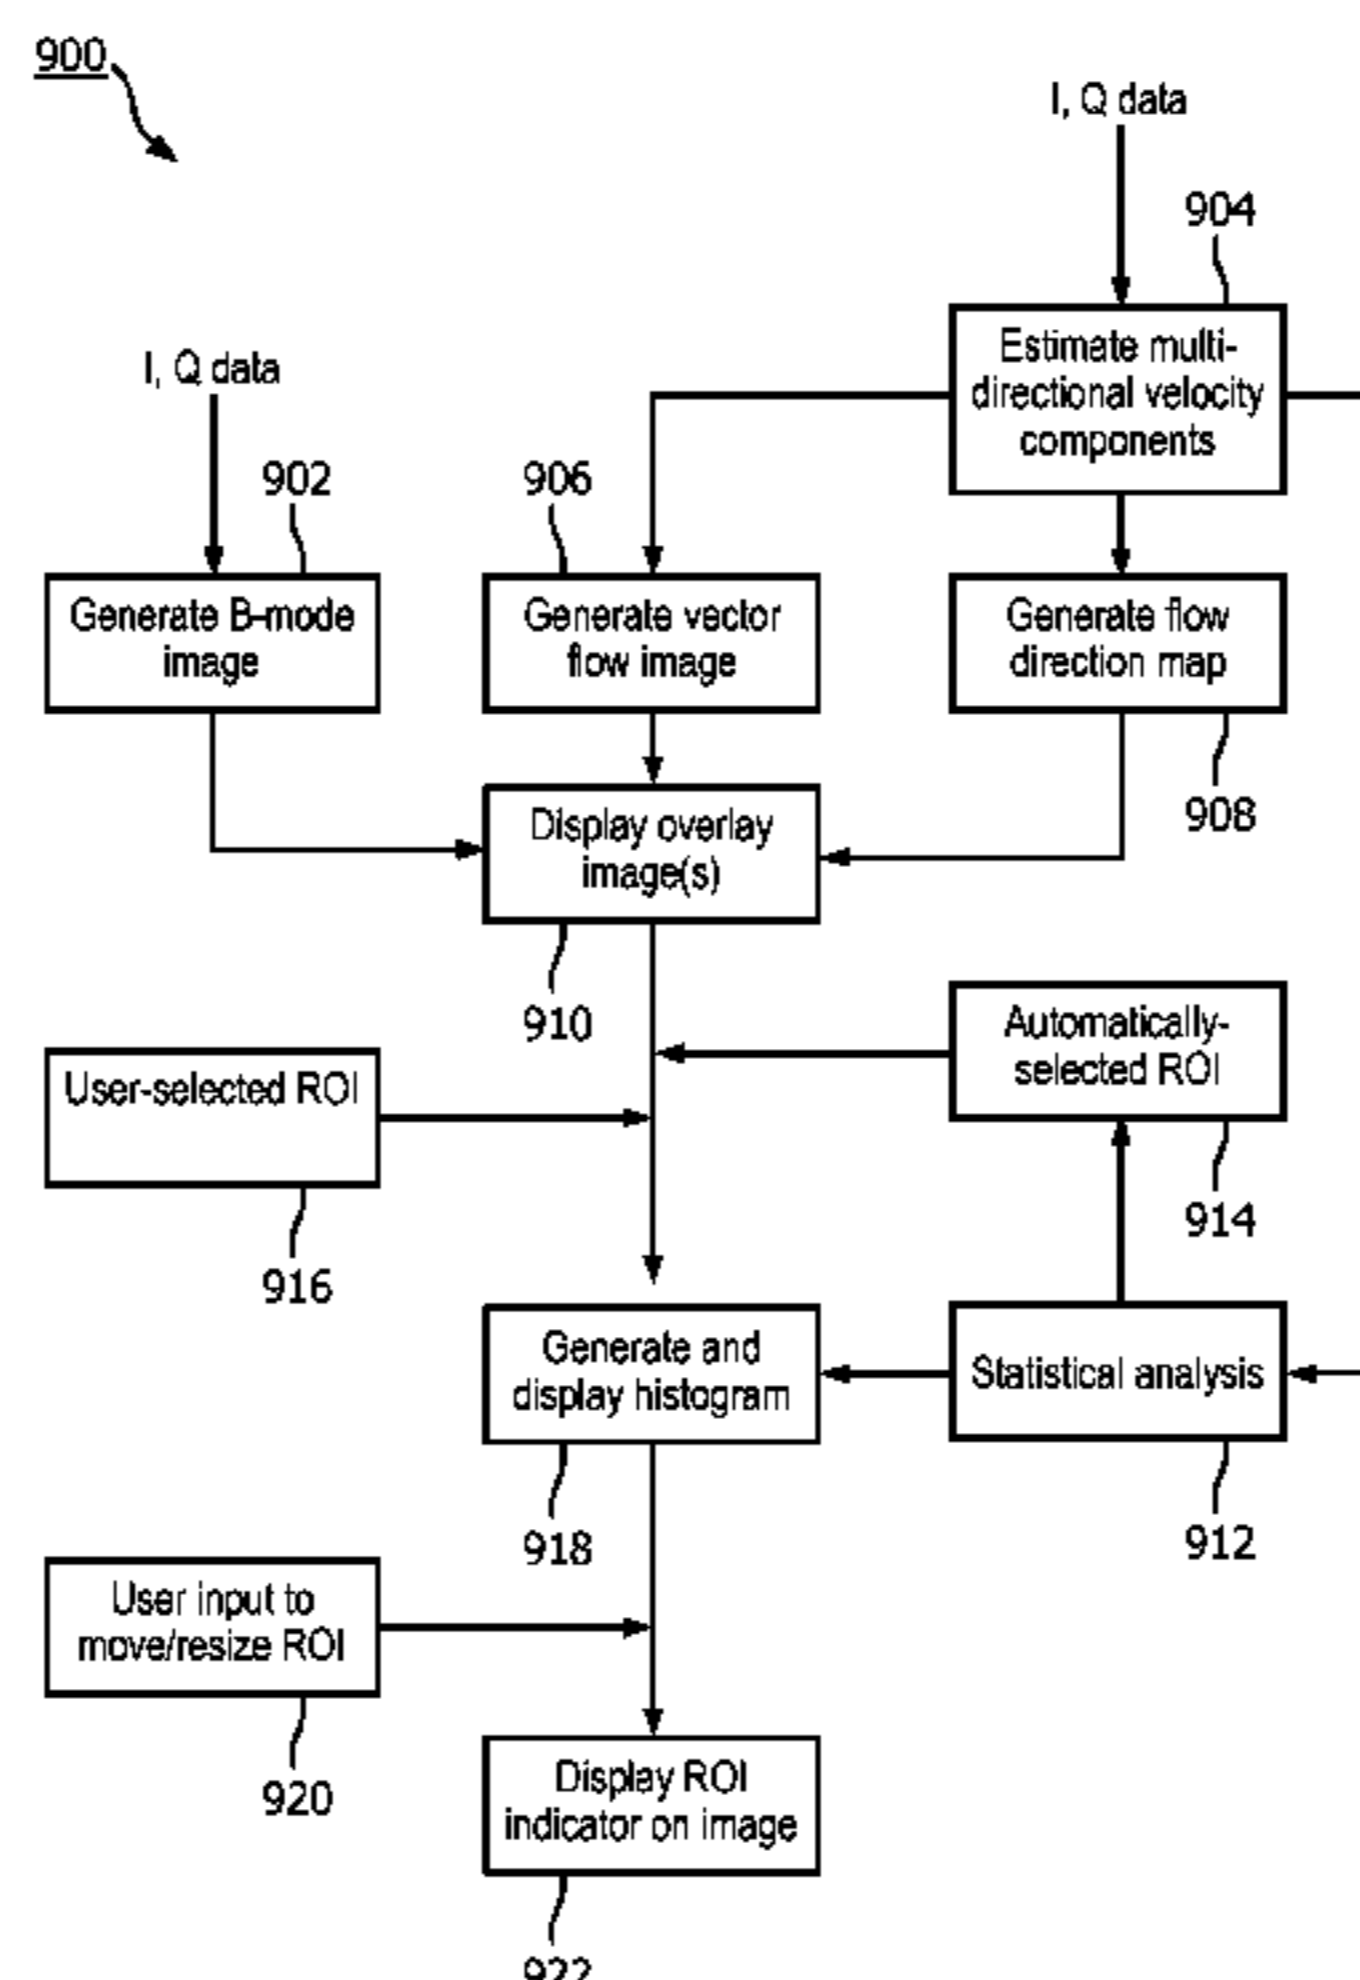 900
I, Q data
904
Estimate multi-
directional velocity
components
I, Q data
902
906
Generate B-mode
image
Generate vector
flow image
Generate flow
direction map
908
Display overlay
image(s)
910
Automatically-
selected ROI
914
User-selected ROI
916
Generate and
display histogram
918
Statistical analysis
912
User input to
move/resize ROI
920
Display ROI
indicator on image
922